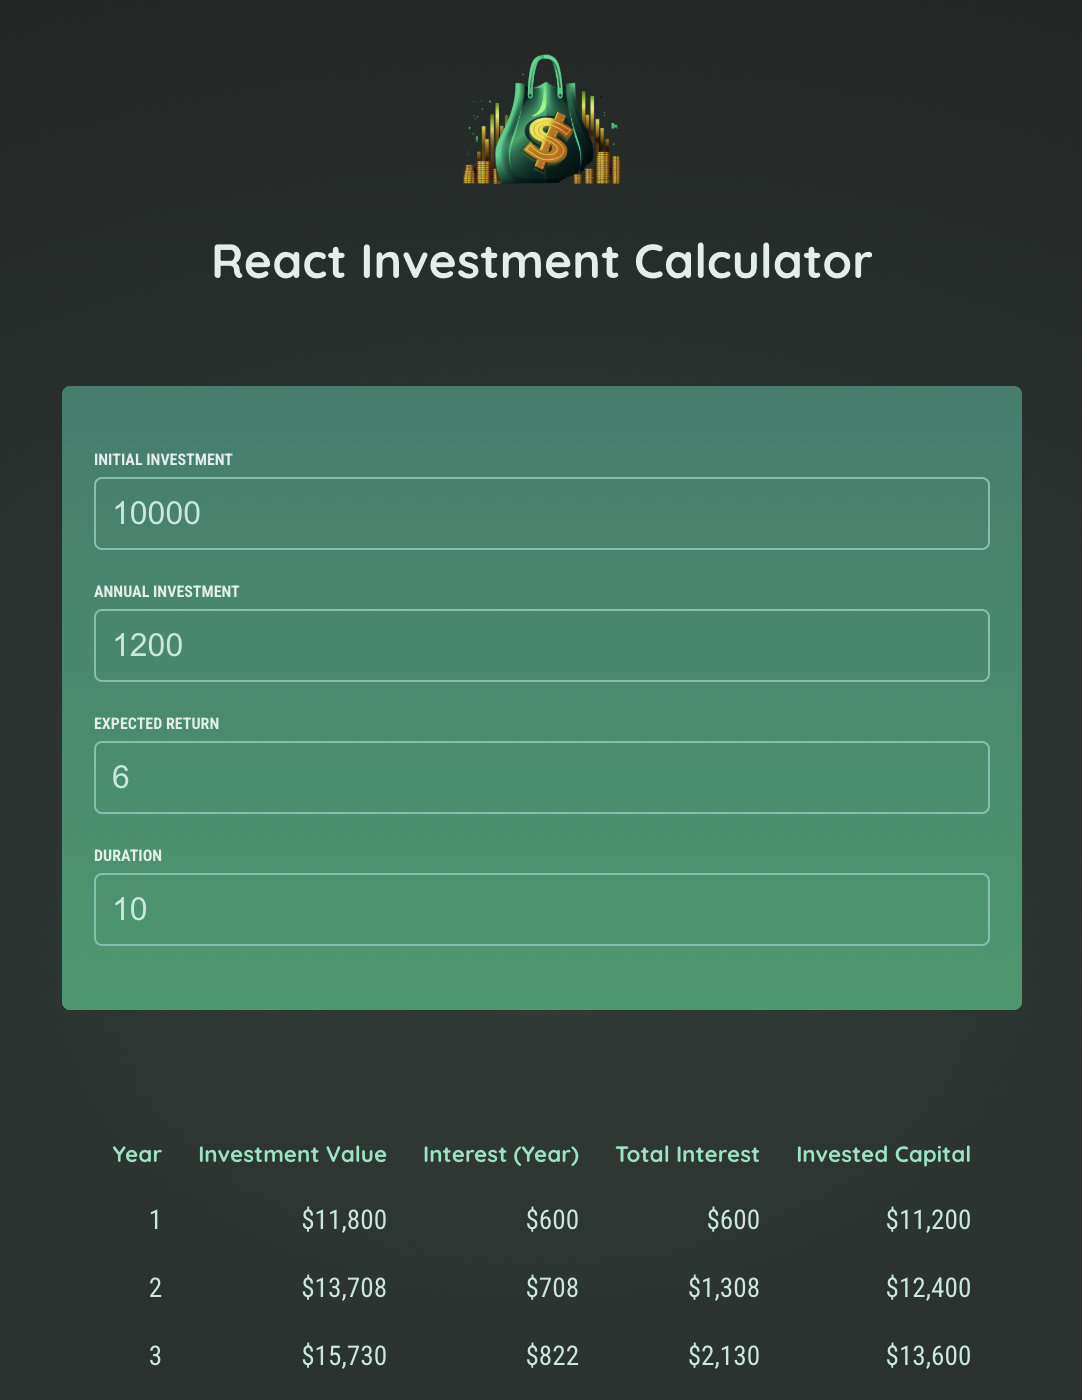 $
React Investment Calculator
INITIAL INVESTMENT
10000
ANNUAL INVESTMENT
1200
EXPECTED RETURN
6
DURATION
10
Year Investment Value Interest (Year) Total Interest Invested Capital
1 $11,800 $600 $600 $11,200
2 $13,708 $708 $1,308 $12,400
3 $15,730 $822 $2,130 $13,600